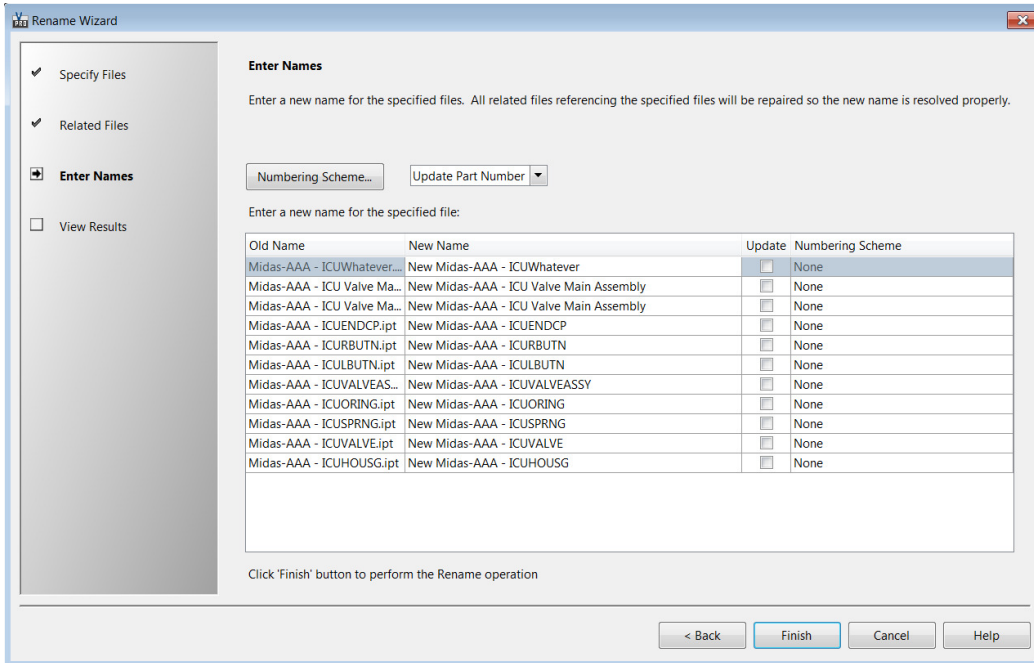 Rename Wizard
Specify Files
Related Files
Enter Names
View Results
Enter Names
Enter a new name for the specified files. All related files referencing the specified files will be repaired so the new name is resolved properly.
Numbering Scheme... Update Part Number
Enter a new name for the specified file:
Old Name New Name Update Numbering Scheme
Midas-AAA - ICUWhatever.... New Midas-AAA - ICUWhatever None
Midas-AAA - ICU Valve Ma... New Midas-AAA - ICU Valve Main Assembly None
Midas-AAA - ICU Valve Ma... New Midas-AAA - ICU Valve Main Assembly None
Midas-AAA - ICUENDCP.ipt New Midas-AAA - ICUENDCP None
Midas-AAA - ICURBUTN.ipt New Midas-AAA - ICURBUTN None
Midas-AAA - ICULBUTN.ipt New Midas-AAA - ICULBUTN None
Midas-AAA - ICUVALVEAS... New Midas-AAA - ICUVALVEASSY None
Midas-AAA - ICUORING.ipt New Midas-AAA - ICUORING None
Midas-AAA - ICUSPRNG.ipt New Midas-AAA - ICUSPRNG None
Midas-AAA - ICUVALVE.ipt New Midas-AAA - ICUVALVE None
Midas-AAA - ICUHOUSG.ipt New Midas-AAA - ICUHOUSG None
Click 'Finish' button to perform the Rename operation
< Back Finish Cancel Help